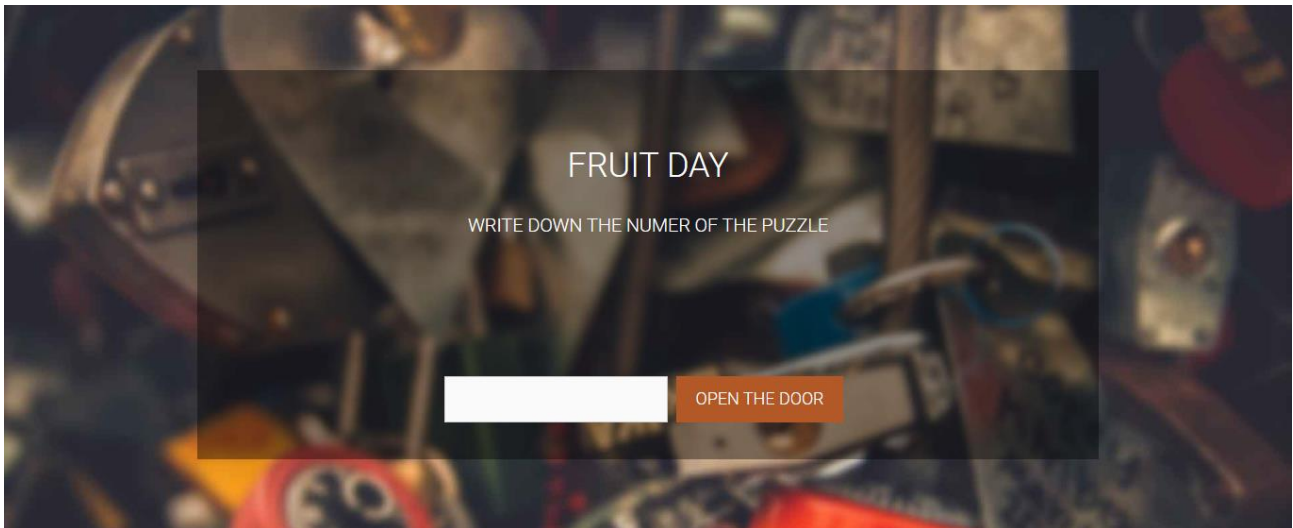 FRUIT DAY
WRITE DOWN THE NUMER OF THE PUZZLE
OPEN THE DOOR